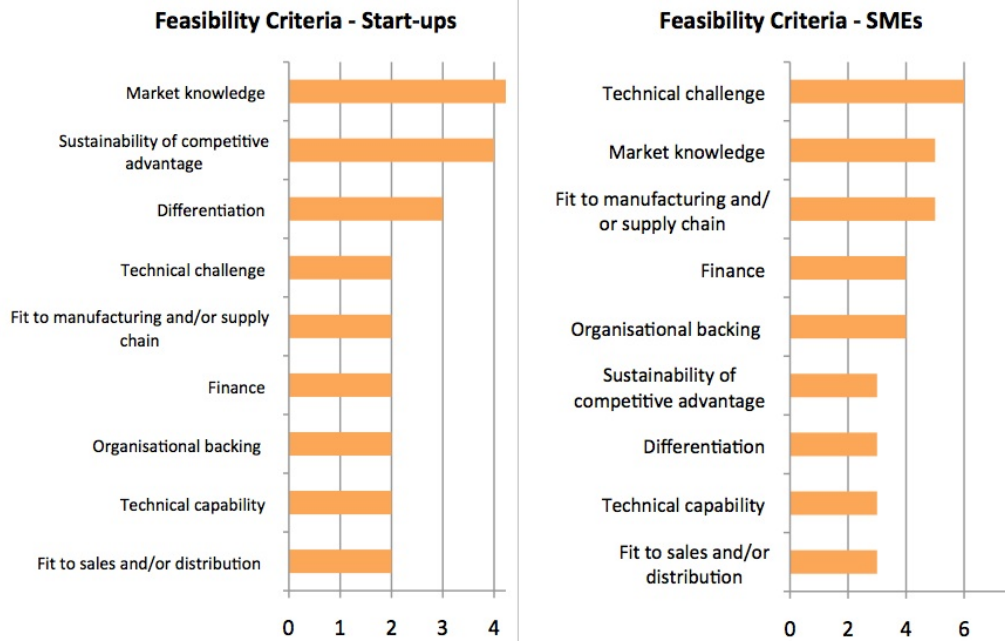 Feasibility Criteria - Start-ups
Market knowledge
Sustainability of competitive
advantage
Differentiation
Technical challenge
Fit to manufacturing and/or supply
chain
Finance
Organisational backing
Technical capability
Fit to sales and/or distribution
0 1 2 3 4
Feasibility Criteria - SMEs
Technical challenge
Market knowledge
Fit to manufacturing and/
or supply chain
Finance
Organisational backing
Sustainability of
competitive advantage
Differentiation
Technical capability
Fit to sales and/or
distribution
0 2 4 6